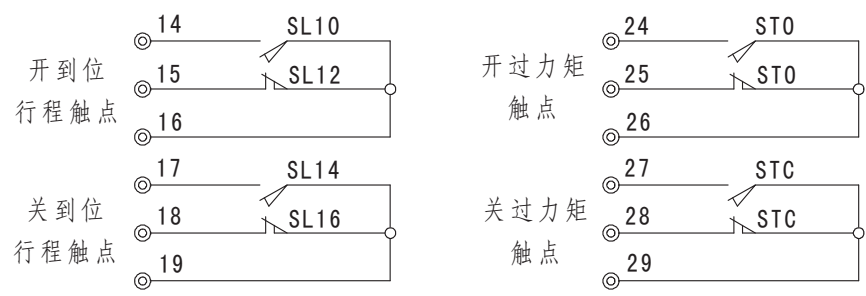 14 SL10
开到位
行程触点
15 SL12
16
24 STO
开过力矩
触点
25 STO
26
17 SL14
关到位
行程触点
18 SL16
19
27 STC
关过力矩
触点
28 STC
29